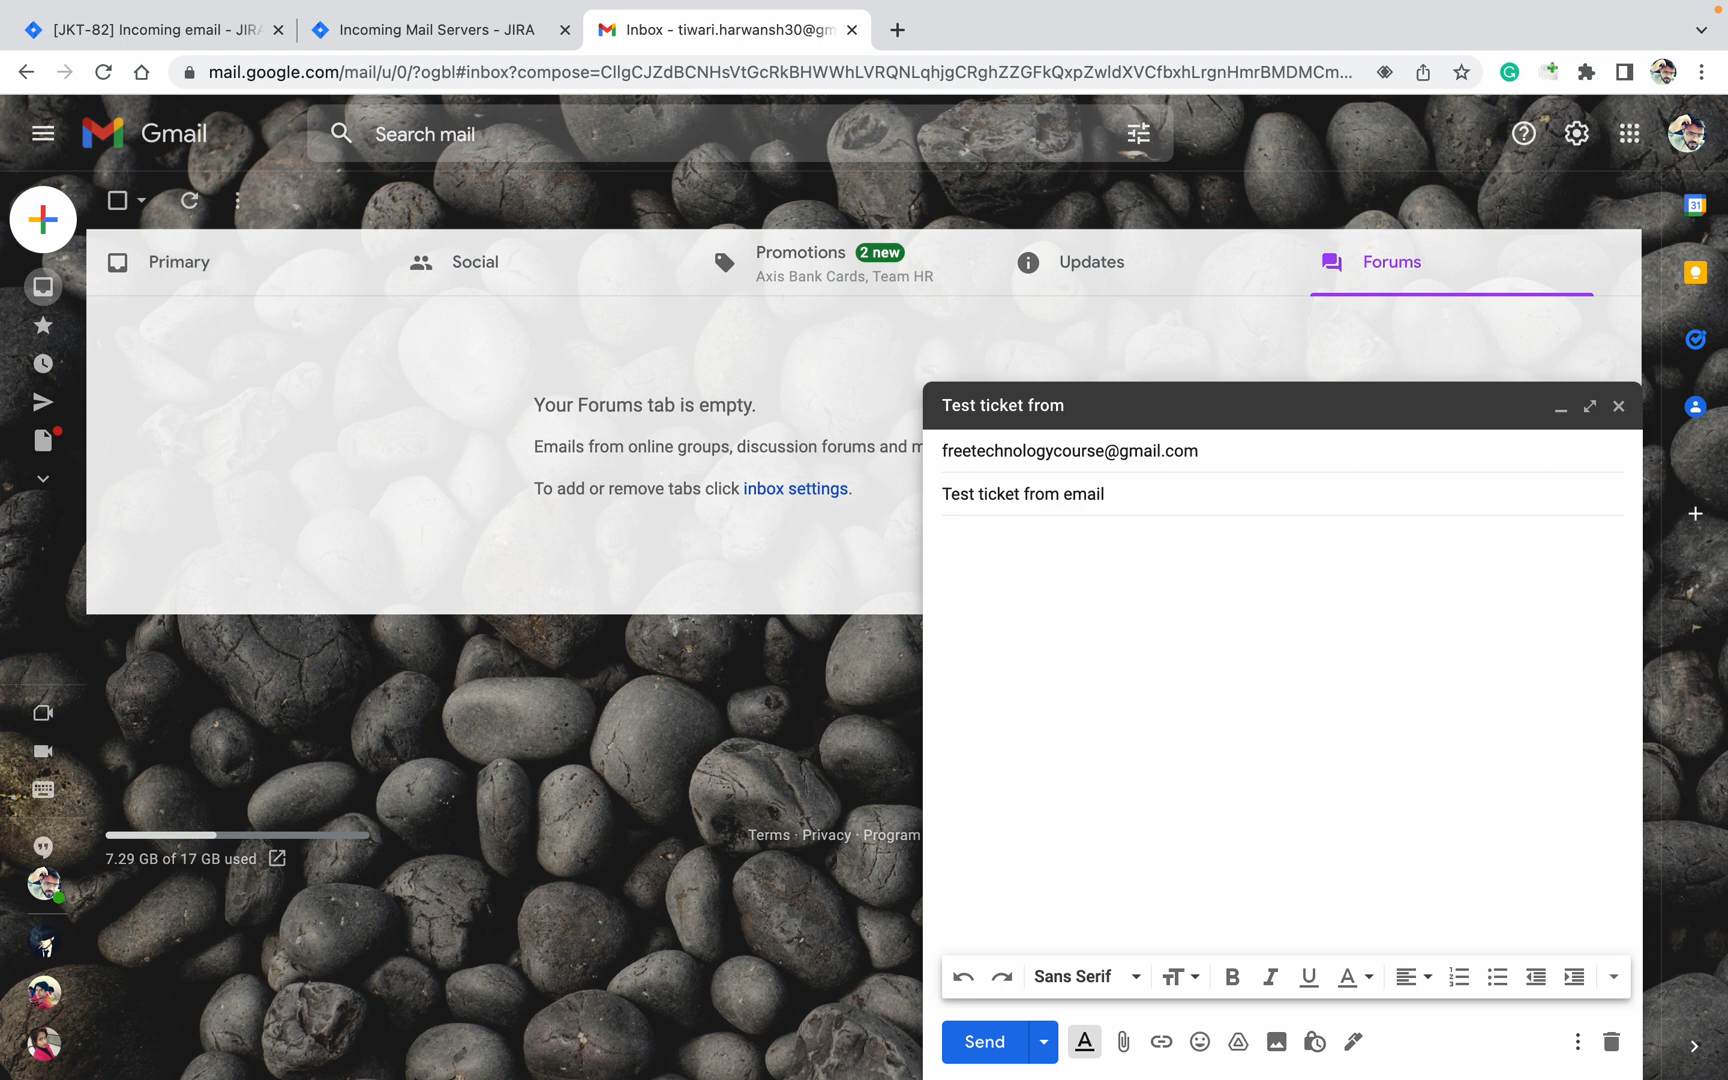 [JKT-82] Incoming email - JIRA
Incoming Mail Servers - JIRA
Inbox - tiwari.harwansh30@gm
mail.google.com/mail/u/0/?ogbl#inbox?compose=CllgCJZdBCNHsVtGcRkBHWWhLVRQNLqhjgCRghZZGFkQxpZwldXVCfbxhLrgnHmrBMDMCm...
Gmail
Search mail
Primary
Social
Promotions 2 new
Axis Bank Cards, Team HR
Updates
Forums
31
Your Forums tab is empty.
Emails from online groups, discussion forums and m
To add or remove tabs click inbox settings.
Test ticket from
freetechnologycourse@gmail.com
Test ticket from email
Terms · Privacy · Program
7.29 GB of 17 GB used
Sans Serif
B I U A
Send
A